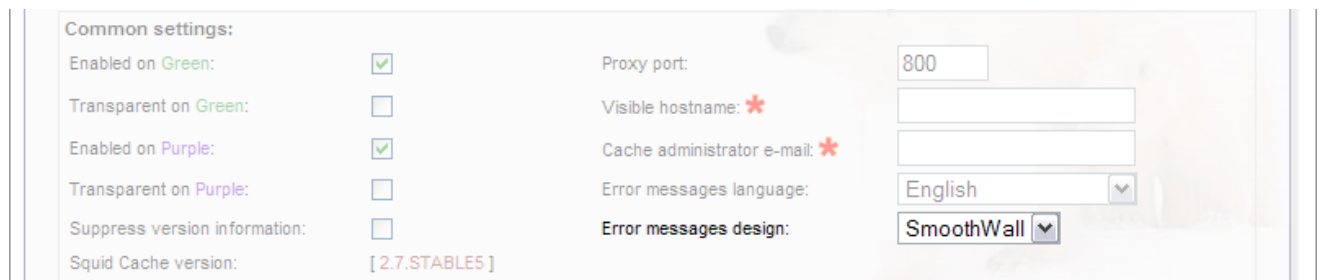 Common settings:
Enabled on Green: Proxy port: 800
Transparent on Green: Visible hostname: *
Enabled on Purple: Cache administrator e-mail: *
Transparent on Purple: Error messages language: English
Suppress version information: Error messages design: SmoothWall
Squid Cache version: [ 2.7.STABLE5 ]